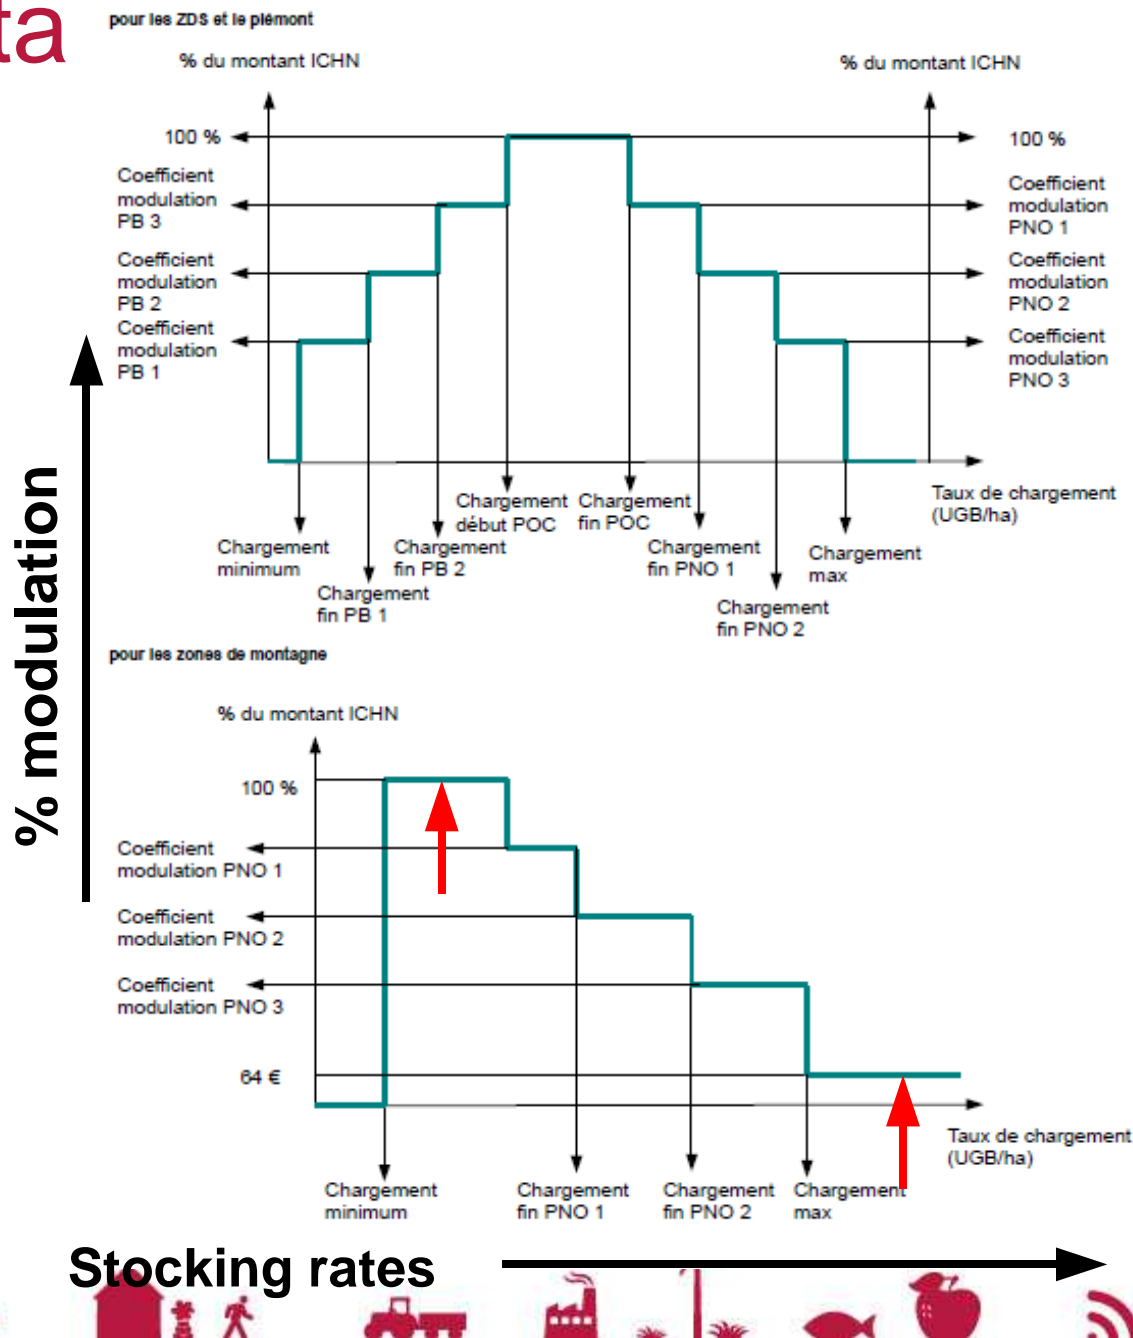 ta
pour les ZDS et le piémont
% du montant ICHN
% du montant ICHN
100 %
100 %
Coefficient
modulation
PB 3
Coefficient
modulation
PNO 1
Coefficient
modulation
PB 2
Coefficient
modulation
PNO 2
Coefficient
modulation
PB 1
Coefficient
modulation
PNO 3
Taux de chargement
(UGB/ha)
Chargement
début POC
Chargement
fin POC
Chargement
minimum
Chargement
fin PB 2
Chargement
fin PNO 1
Chargement
max
Chargement
fin PB 1
Chargement
fin PNO 2
% modulation
pour les zones de montagne
% du montant ICHN
100 %
Coefficient
modulation PNO 1
Coefficient
modulation PNO 2
Coefficient
modulation PNO 3
64 €
Taux de chargement
(UGB/ha)
Chargement
minimum
Chargement
fin PNO 1
Chargement
fin PNO 2
Chargement
max
Stocking rates